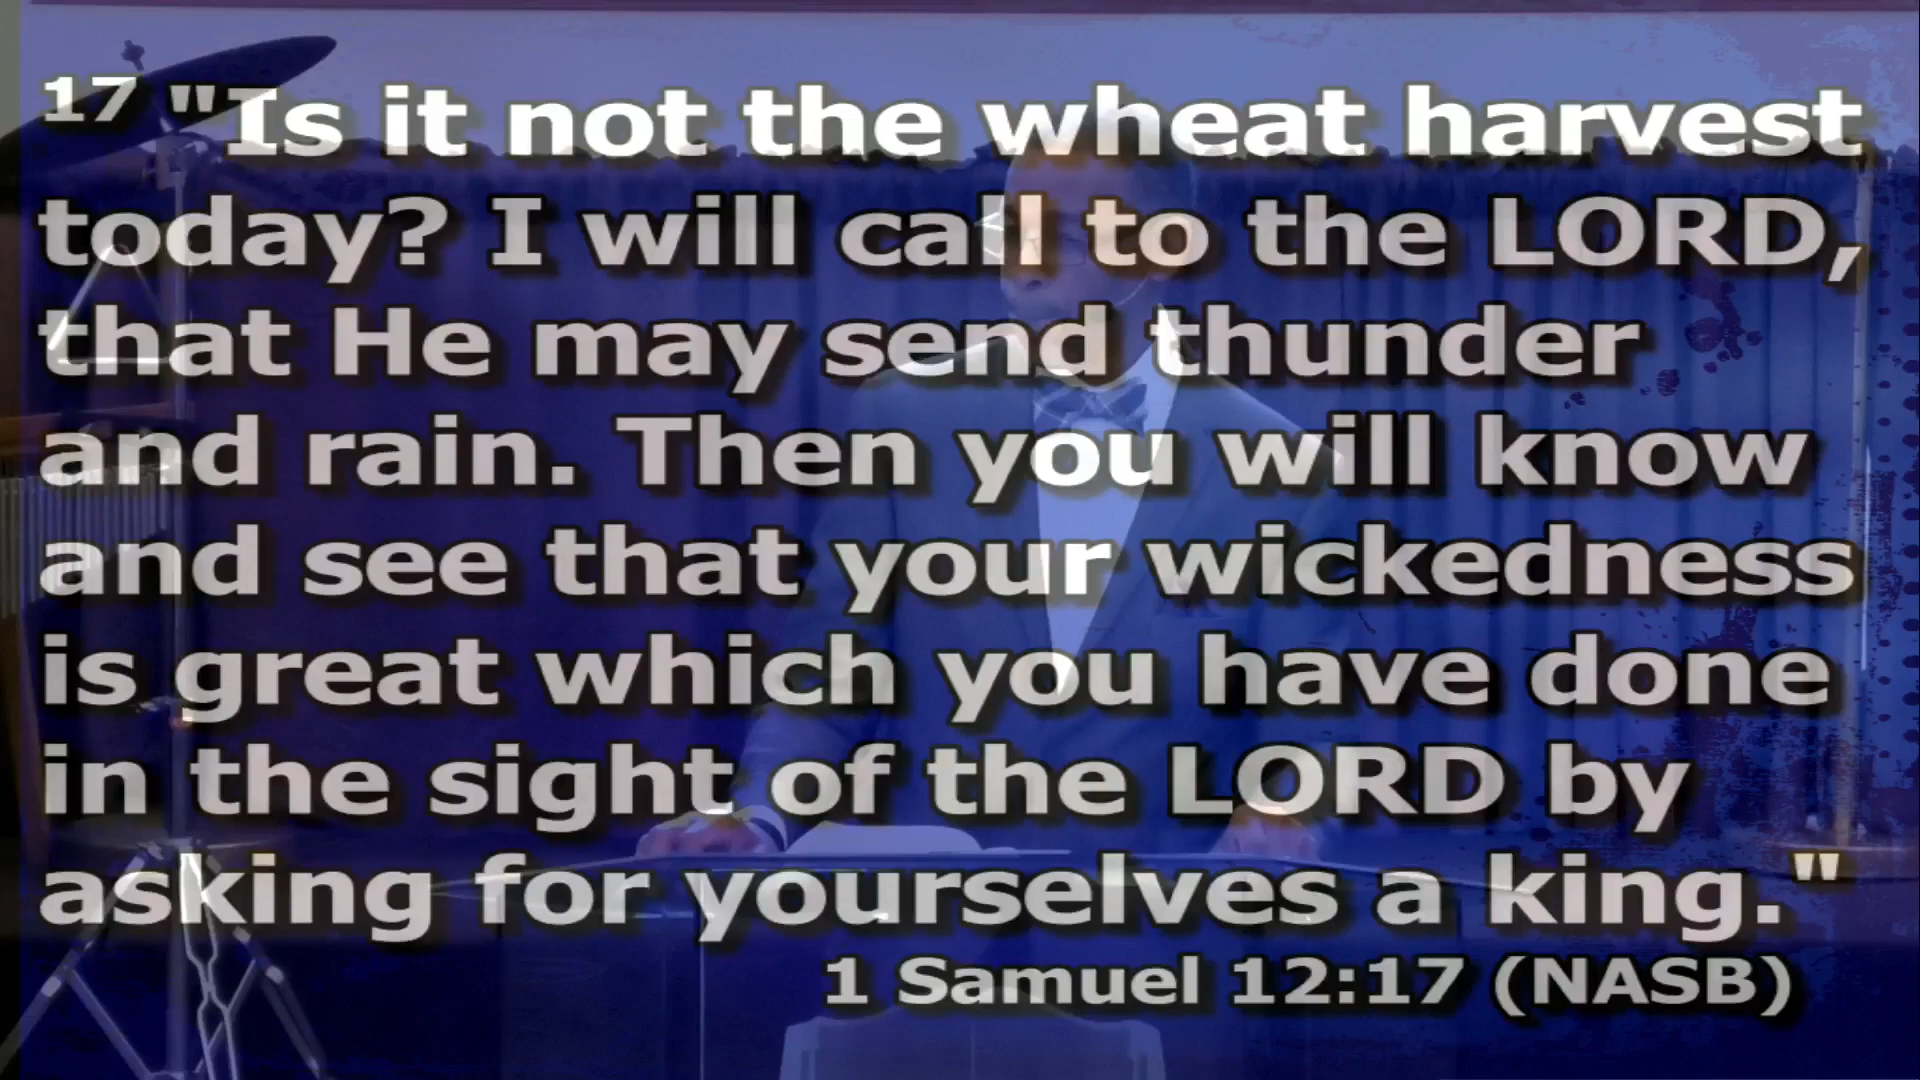 17 "Is it not the wheat harvest
today? I will call to the LORD,
that He may send thunder
and rain. Then you will know
and see that your wickedness
is great which you have done
in the sight of the LORD by
asking for yourselves a king."
1 Samuel 12:17 (NASB)